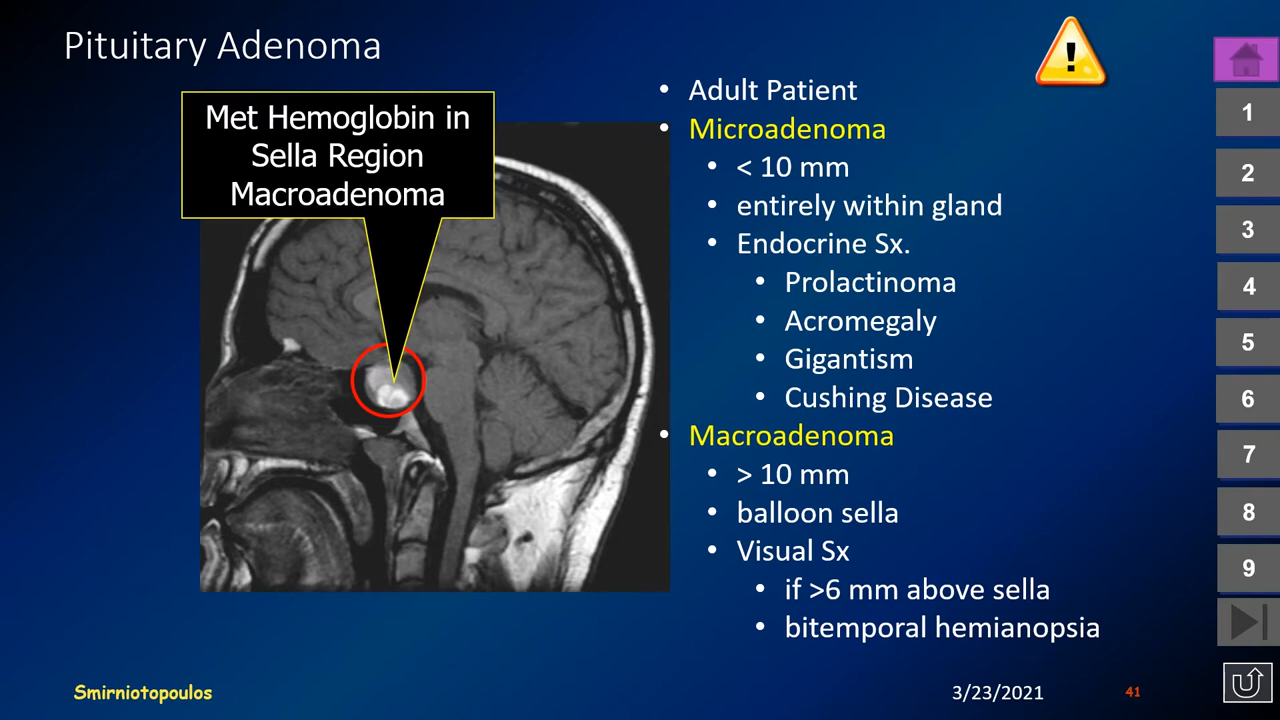 Pituitary Adenoma
Met Hemoglobin in
Sella Region
Macroadenoma
• Adult Patient
• Microadenoma
• < 10 mm
• entirely within gland
• Endocrine Sx.
• Prolactinoma
• Acromegaly
• Gigantism
• Cushing Disease
• Macroadenoma
• > 10 mm
• balloon sella
• Visual Sx
• if >6 mm above sella
• bitemporal hemianopsia
1
2
3
4
5
6
7
8
9
Smirniotopoulos
3/23/2021
41